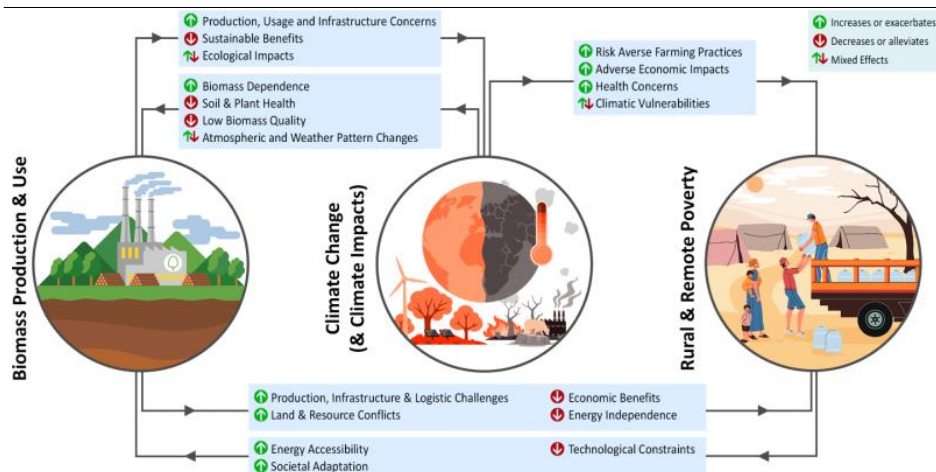 Production, Usage and Infrastructure Concerns
Sustainable Benefits
Ecological Impacts
Biomass Dependence
Soil & Plant Health
Low Biomass Quality
Atmospheric and Weather Pattern Changes
Risk Averse Farming Practices
Adverse Economic Impacts
Health Concerns
Climatic Vulnerabilities
Increases or exacerbates
Decreases or alleviates
Mixed Effects
Biomass Production & Use
Climate Change
(& Climate Impacts)
Rural & Remote Poverty
Production, Infrastructure & Logistic Challenges
Land & Resource Conflicts
Economic Benefits
Energy Independence
Energy Accessibility
Societal Adaptation
Technological Constraints